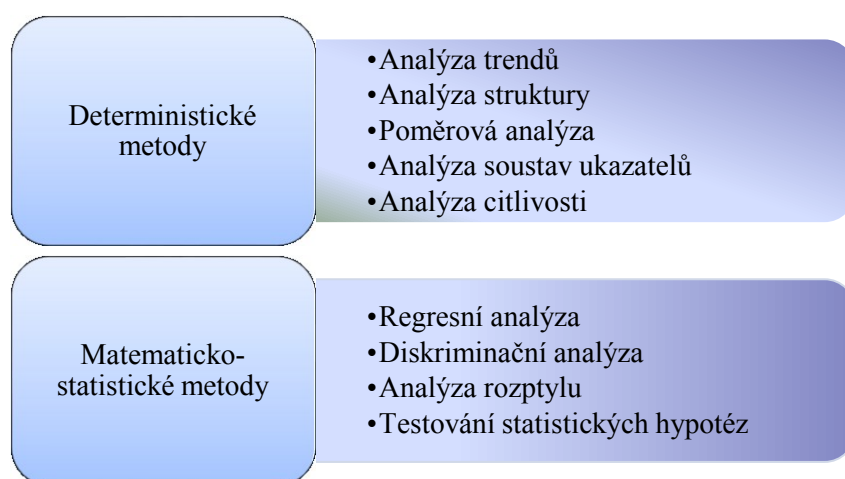 Deterministické
metody
•Analýza trendů
•Analýza struktury
•Poměrová analýza
•Analýza soustav ukazatelů
•Analýza citlivosti
Matematicko-
statistické metody
•Regresní analýza
•Diskriminační analýza
•Analýza rozptylu
•Testování statistických hypotéz